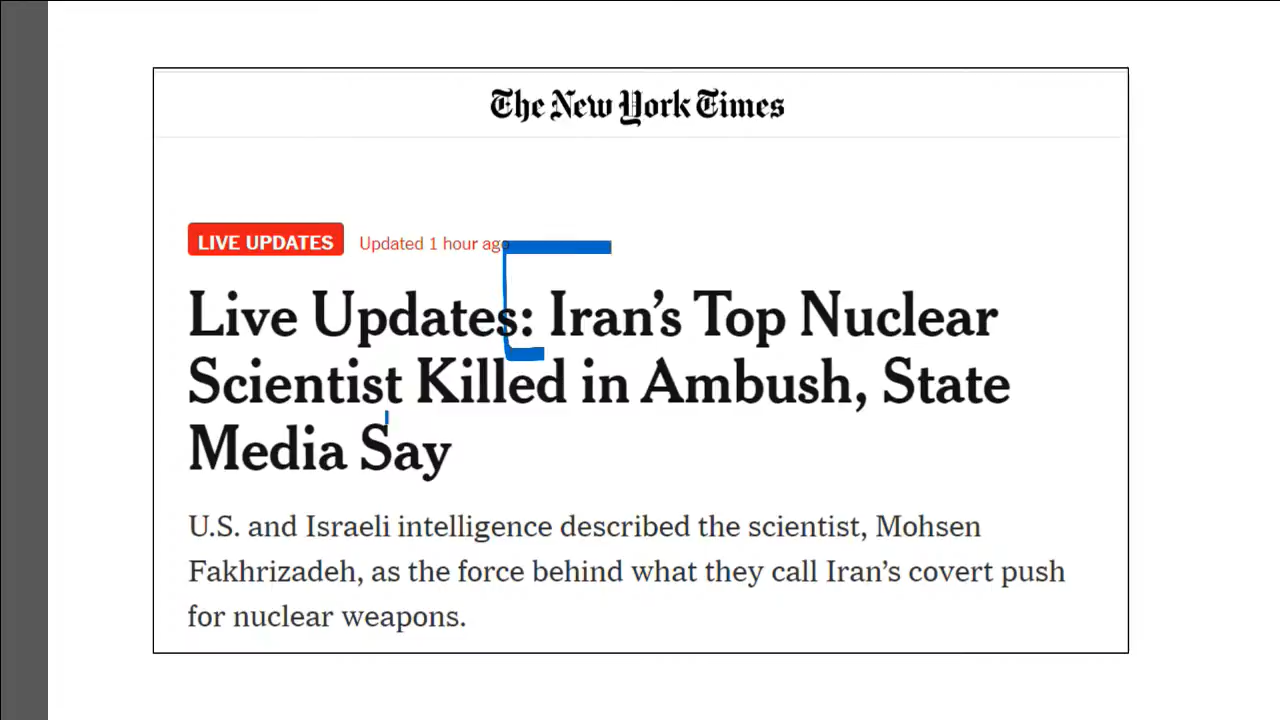 The New York Times
LIVE UPDATES Updated 1 hour ago
Live Updates: Iran's Top Nuclear
Scientist Killed in Ambush, State
Media Say
U.S. and Israeli intelligence described the scientist, Mohsen
Fakhrizadeh, as the force behind what they call Iran's covert push
for nuclear weapons.